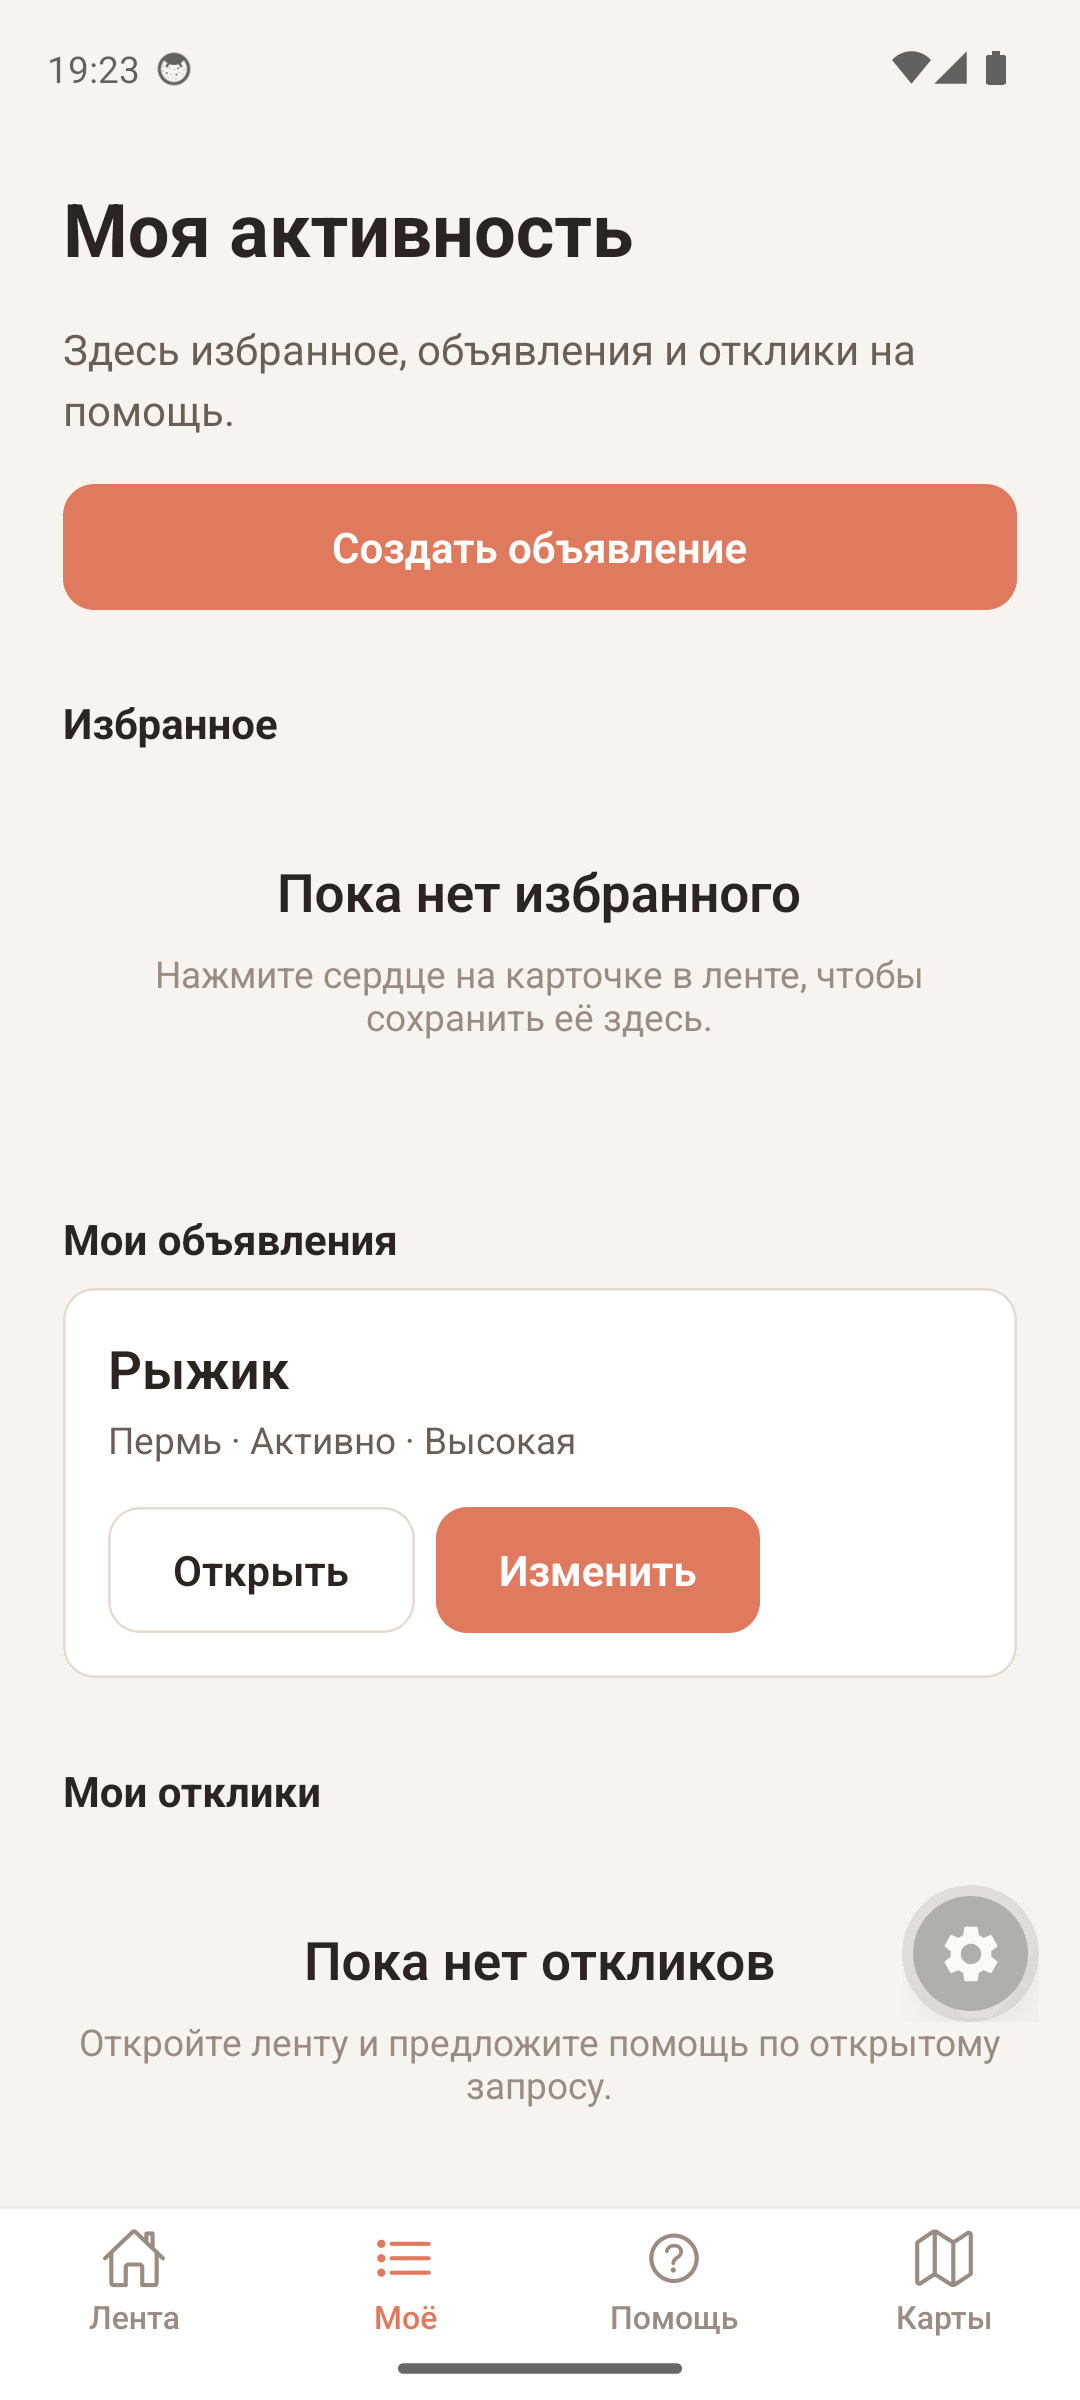 19:23
Моя активность
Здесь избранное, объявления и отклики на
помощь.
Создать объявление
Избранное
Пока нет избранного
Нажмите сердце на карточке в ленте, чтобы
сохранить её здесь.
Мои объявления
Рыжик
Пермь · Активно · Высокая
Открыть
Изменить
Мои отклики
Пока нет откликов
Откройте ленту и предложите помощь по открытому
запросу.
Лента
Моё
Помощь
Карты